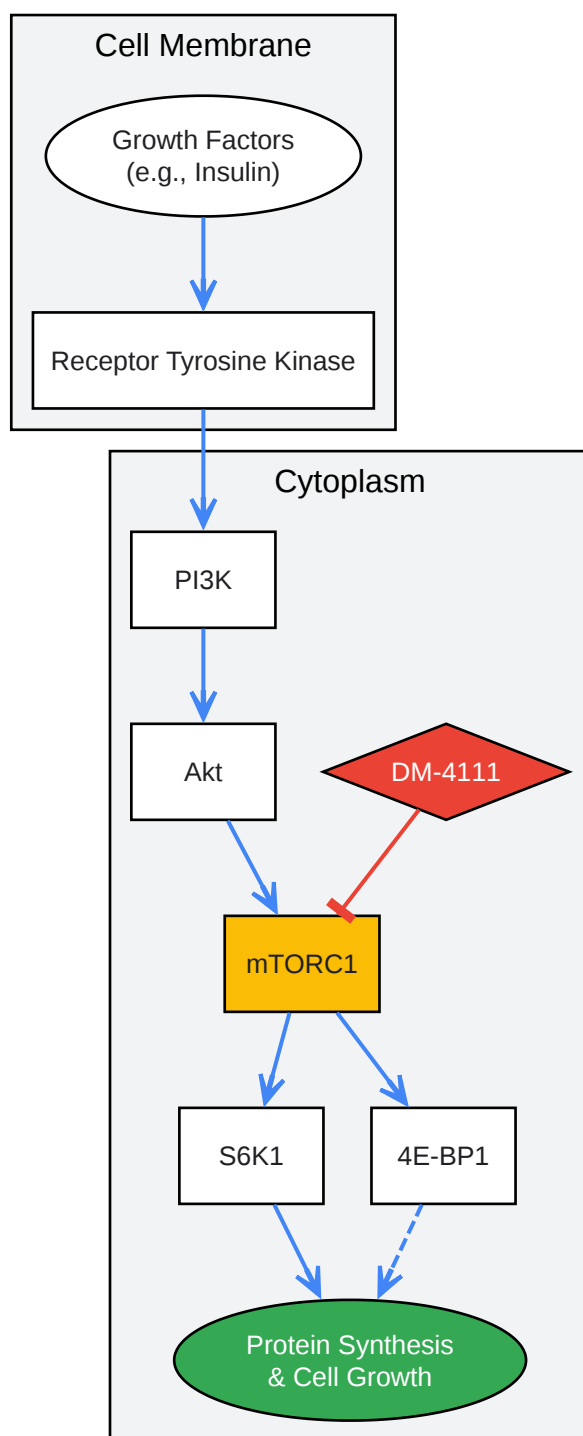 Cell Membrane
Growth Factors
(e.g., Insulin)
Receptor Tyrosine Kinase
Cytoplasm
PI3K
Akt
DM-4111
mTORC1
S6K1
4E-BP1
Protein Synthesis
& Cell Growth